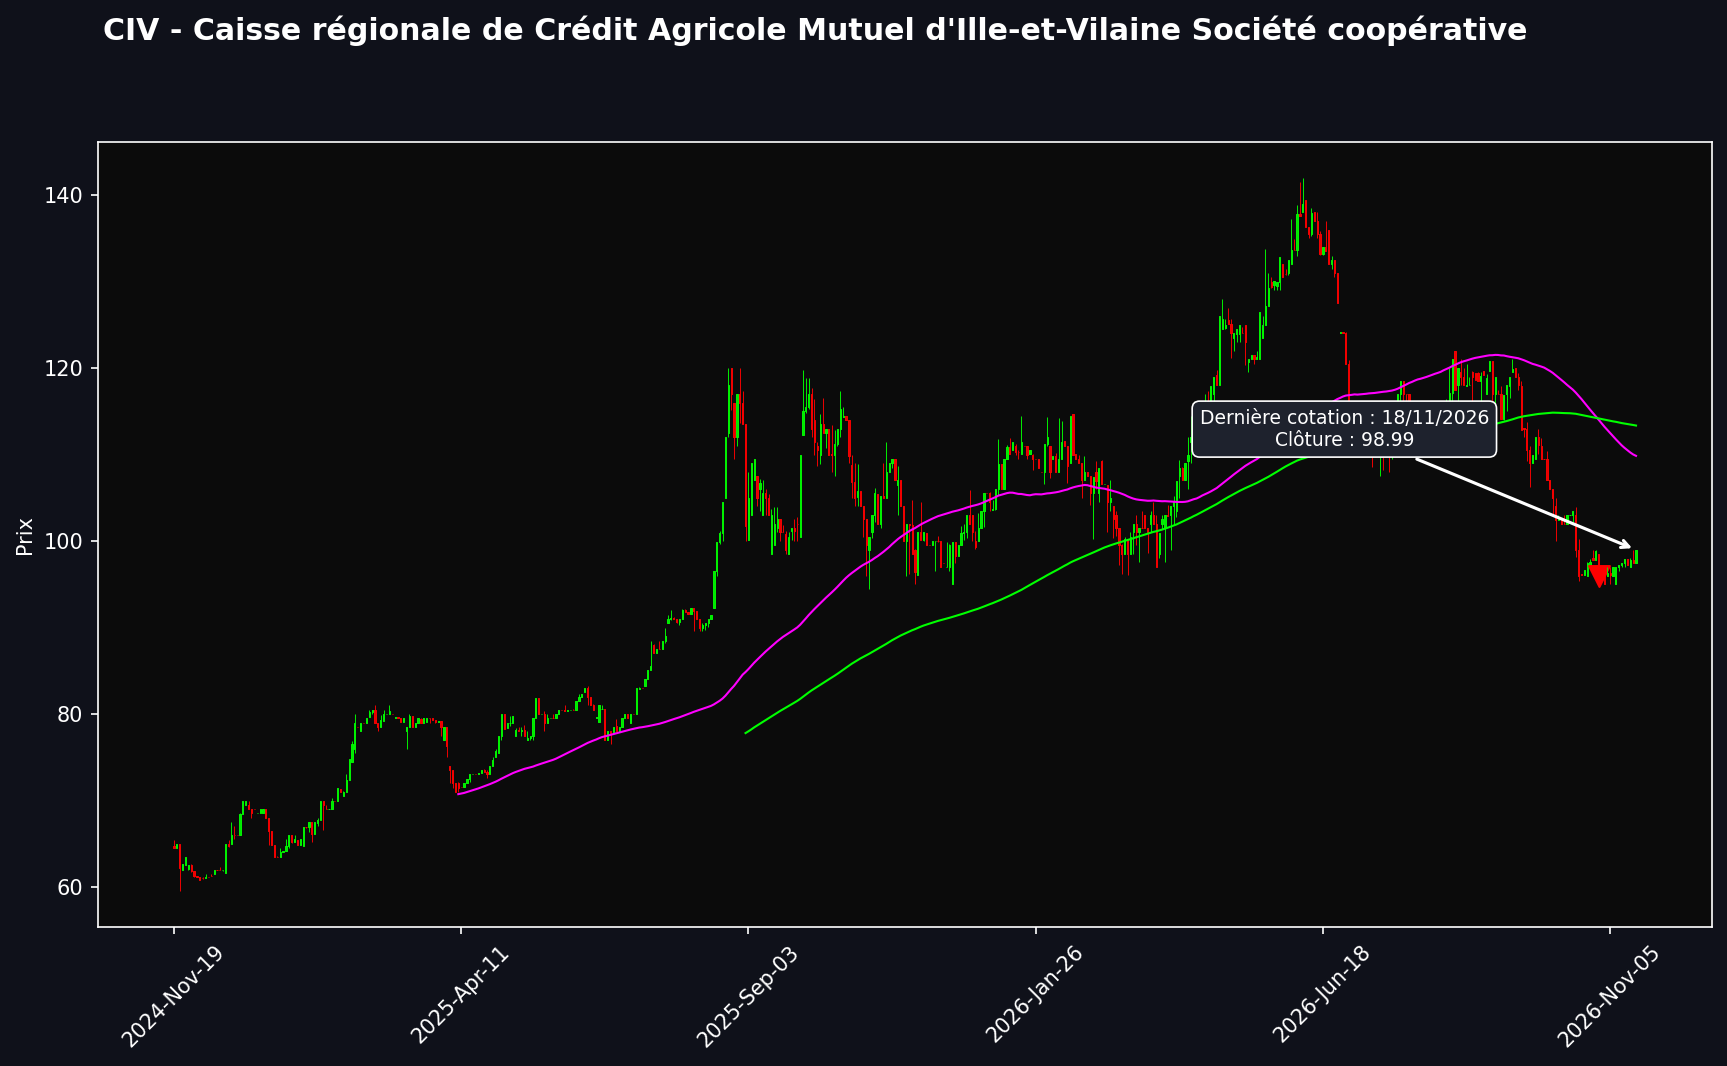 CIV - Caisse régionale de Crédit Agricole Mutuel d'Ille-et-Vilaine Société coopérative
140
120
100
80
60
Prix
Dernière cotation : 18/11/2026
Clôture : 98.99
2024-Nov-19
2025-Apr-11
2025-Sep-03
2026-Jan-26
2026-Jun-18
2026-Nov-05